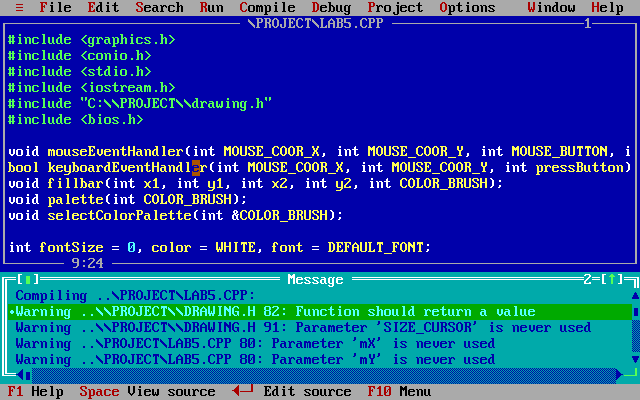 ≡ File Edit Search Run Compile Debug Project Options Window Help
\PROJECT\LAB5.CPP 1
#include <graphics.h>
#include <conio.h>
#include <stdio.h>
#include <iostream.h>
#include "C:\\PROJECT\\drawing.h"
#include <bios.h>
void mouseEventHandler(int MOUSE_COOR_X, int MOUSE_COOR_Y, int MOUSE_BUTTON, i
bool keyboardEventHandler(int MOUSE_COOR_X, int MOUSE_COOR_Y, int pressButton)
void fillbar(int x1, int y1, int x2, int y2, int COLOR_BRUSH);
void palette(int COLOR_BRUSH);
void selectColorPalette(int &COLOR_BRUSH);
int fontSize = 0, color = WHITE, font = DEFAULT_FONT;
9:24
[▪] Message 2-[↑]
Compiling ..\PROJECT\LAB5.CPP:
•Warning ..\\PROJECT\\DRAWING.H 82: Function should return a value
Warning ..\\PROJECT\\DRAWING.H 91: Parameter 'SIZE_CURSOR' is never used
Warning ..\PROJECT\LAB5.CPP 80: Parameter 'mX' is never used
Warning ..\PROJECT\LAB5.CPP 80: Parameter 'mY' is never used
F1 Help Space View source ←┘ Edit source F10 Menu